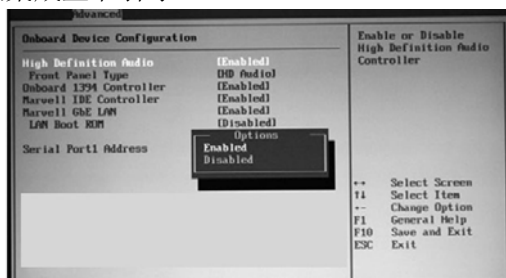 Advanced
Onboard Device Configuration
High Definition Audio [Enabled]
Front Panel Type [HD Audio]
Onboard 1394 Controller [Enabled]
Marvell IDE Controller [Enabled]
Marvell GbE LAN [Enabled]
LAN Boot ROM [Disabled]
Serial Port1 Address
Options
Enabled
Disabled
Enable or Disable
High Definition Audio
Controller
↔ Select Screen
↑↓ Select Item
+- Change Option
F1 General Help
F10 Save and Exit
ESC Exit